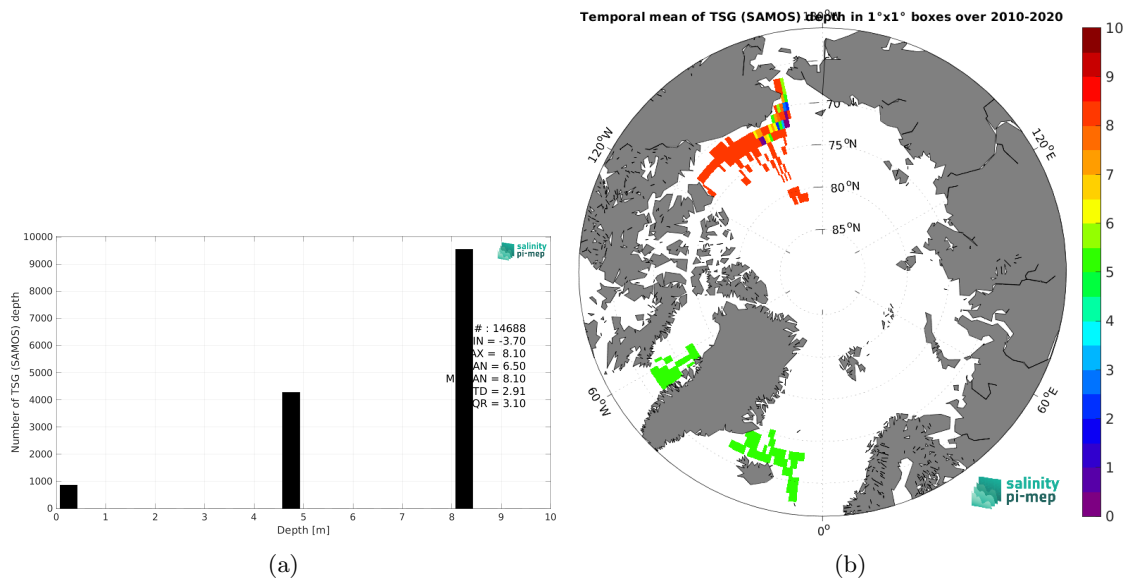 10000
9000
8000
7000
6000
5000
4000
3000
2000
1000
0
Number of TSG (SAMOS) depth
salinity
pi-mep
# : 14688
IN = -3.70
AX = 8.10
AN = 6.50
M AN = 8.10
TD = 2.91
QR = 3.10
0 1 2 3 4 5 6 7 8 9 10
Depth [m]
(a)
Temporal mean of TSG (SAMOS) depth in 1°x1° boxes over 2010-2020
120°W
120°E
70 °N
75 °N
80 °N
85 °N
60°W
60°E
0°
salinity
pi-mep
10
9
8
7
6
5
4
3
2
1
0
(b)